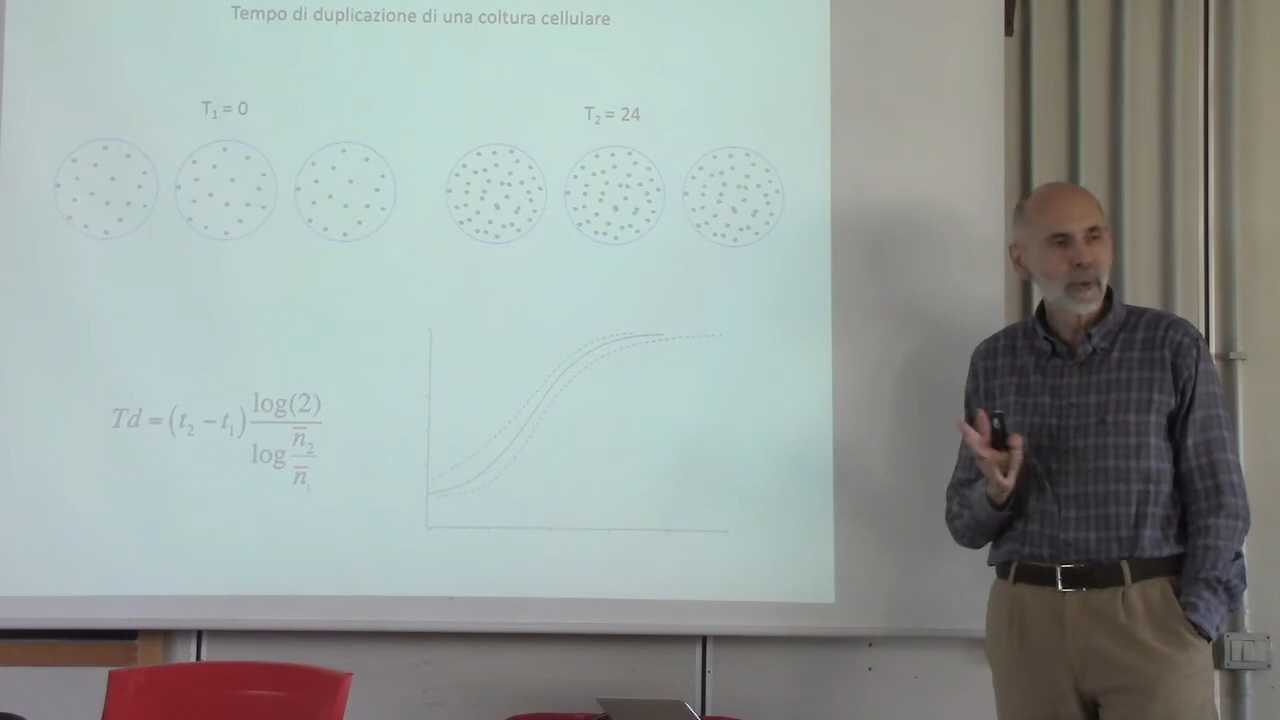 Tempo di duplicazione di una coltura cellulare
T₁ = 0
T₂ = 24
Td = (t₂ − t₁) log(2) / log n̅₂ / n̅₁